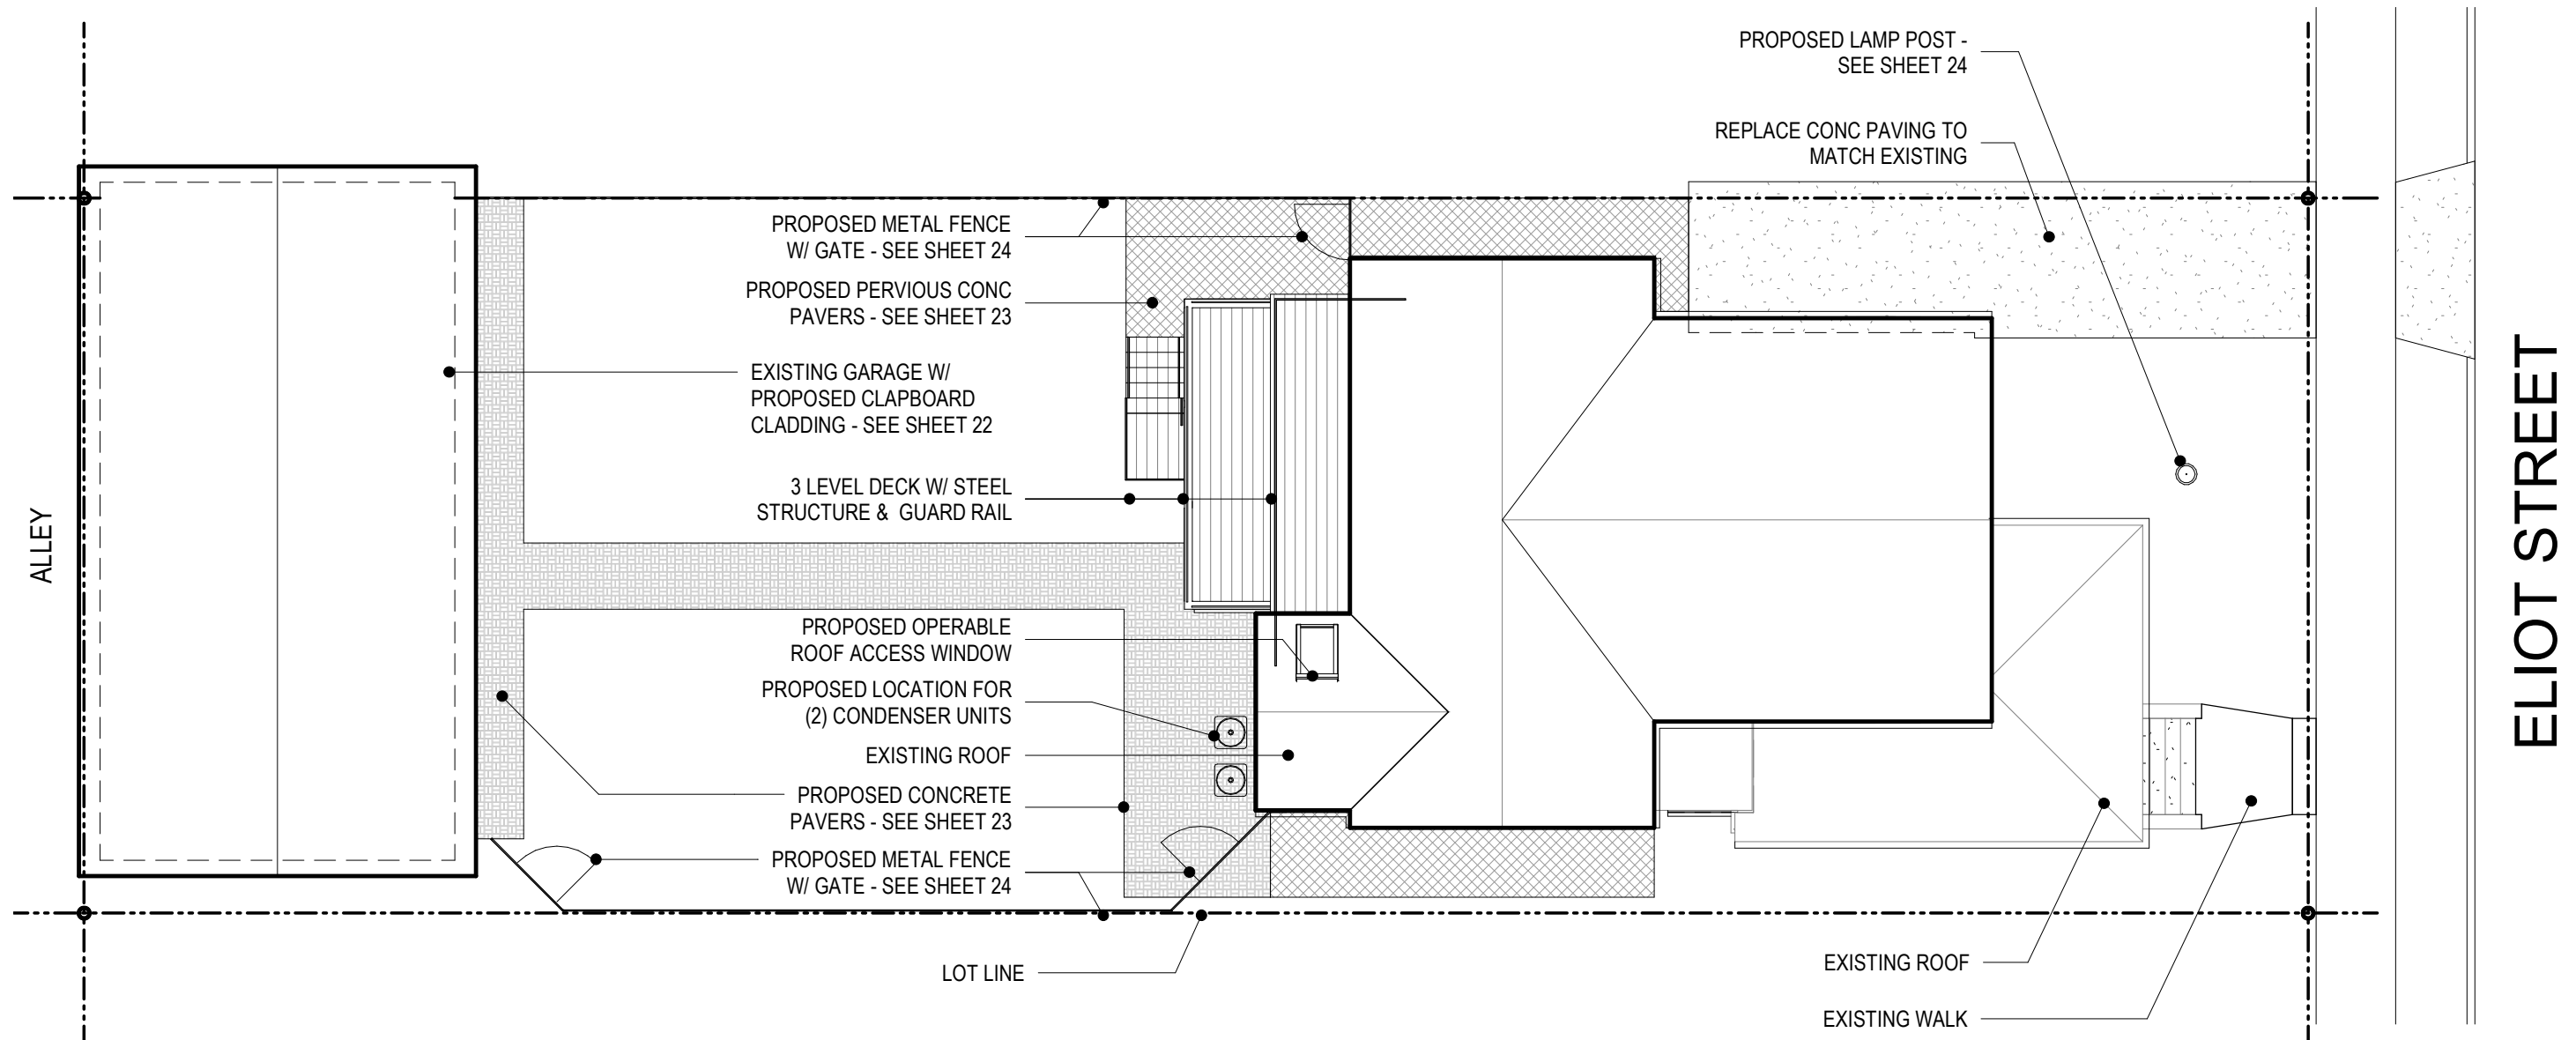 PROPOSED LAMP POST -
SEE SHEET 24
REPLACE CONC PAVING TO
MATCH EXISTING
PROPOSED METAL FENCE
W/ GATE - SEE SHEET 24
PROPOSED PERVIOUS CONC
PAVERS - SEE SHEET 23
EXISTING GARAGE W/
PROPOSED CLAPBOARD
CLADDING - SEE SHEET 22
3 LEVEL DECK W/ STEEL
STRUCTURE & GUARD RAIL
ALLEY
ELIOT STREET
PROPOSED OPERABLE
ROOF ACCESS WINDOW
PROPOSED LOCATION FOR
(2) CONDENSER UNITS
EXISTING ROOF
PROPOSED CONCRETE
PAVERS - SEE SHEET 23
PROPOSED METAL FENCE
W/ GATE - SEE SHEET 24
LOT LINE
EXISTING ROOF
EXISTING WALK